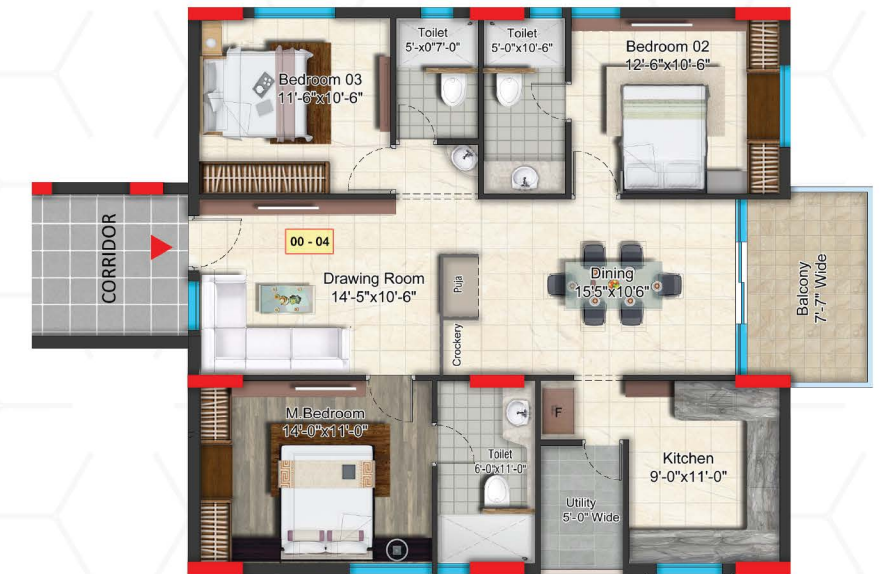 Toilet
5'-x0"7'-0"
Toilet
5'-0"x10'-6"
Bedroom 02
12'-6"x10'-6"
Bedroom 03
11'-6"x10'-6"
CORRIDOR
00 - 04
Drawing Room
14'-5"x10'-6"
Puja
Crockery
Dining
15'5"x10'6"
Balcony
7'-7" Wide
M.Bedroom
14'-0"x11'-0"
Toilet
6'-0"x11'-0"
F
Utility
5'-0" Wide
Kitchen
9'-0"x11'-0"